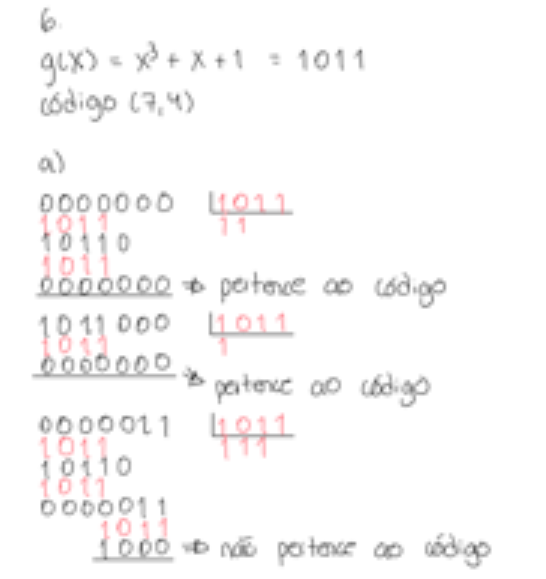 6.
g(x) = x³ + x + 1 = 1011
código (7,4)
a)
0000000 |1011
1011 11
10110
1011
0000000 => pertence ao código
1011000 |1011
1011 1
0000000 => pertence ao código
0000011 |1011
1011 111
10110
1011
0000011
1011
1000 => não pertence ao código